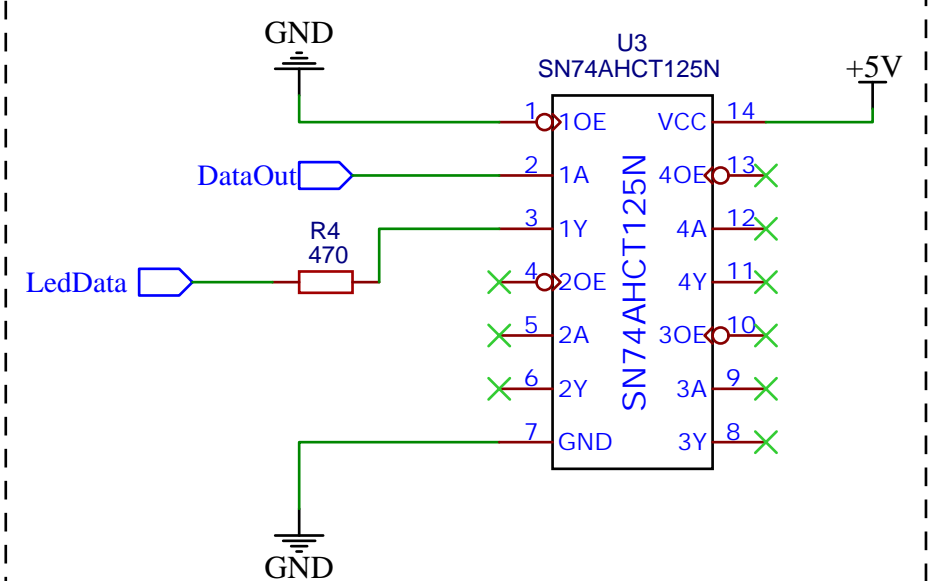 GND
U3
SN74AHCT125N
+5V
1 1OE
VCC 14
DataOut
2 1A
4OE 13
3 1Y
4A 12
R4
470
LedData
4 2OE
4Y 11
5 2A
3OE 10
6 2Y
3A 9
7 GND
3Y 8
SN74AHCT125N
GND